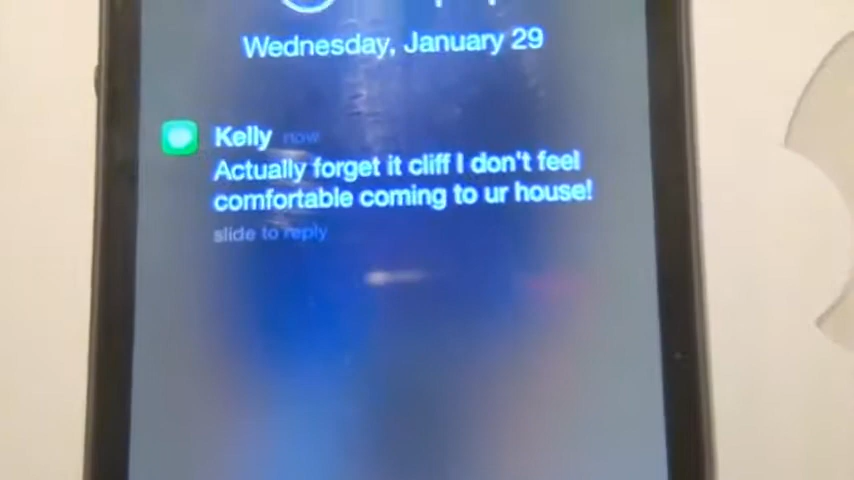 Wednesday, January 29
Kelly now
Actually forget it cliff I don't feel
comfortable coming to ur house!
slide to reply